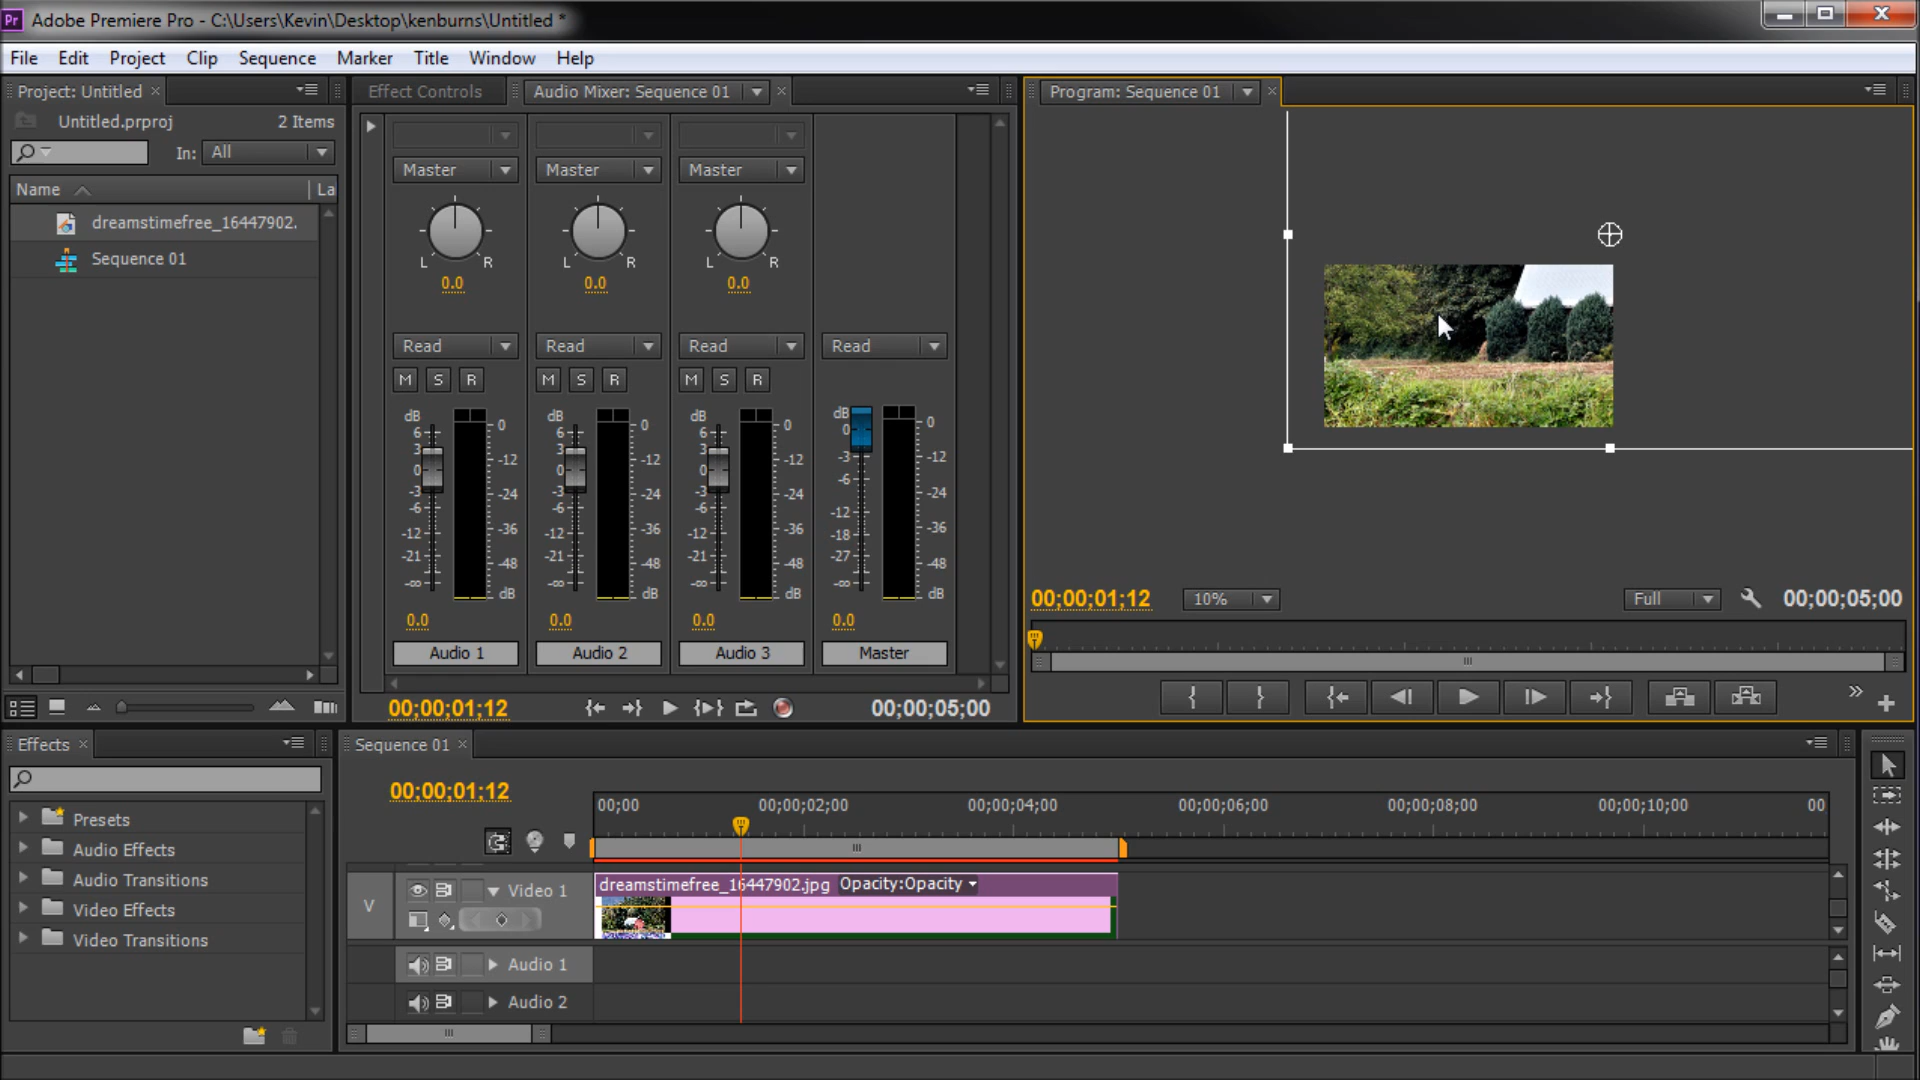 Pr Adobe Premiere Pro - C:\Users\Kevin\Desktop\kenburns\Untitled *
File Edit Project Clip Sequence Marker Title Window Help
Project: Untitled
Untitled.prproj 2 Items
In: All
Name La
dreamstimefree_16447902.
Sequence 01
Effect Controls Audio Mixer: Sequence 01
Master Master Master
L R L R L R
0.0 0.0 0.0
Read Read Read Read
M S R M S R M S R
dB 6 3 0 -3 -6 -12 -21 -∞
0 -12 -24 -36 -48 dB
dB 6 3 0 -3 -6 -12 -21 -∞
0 -12 -24 -36 -48 dB
dB 6 3 0 -3 -6 -12 -21 -∞
0 -12 -24 -36 -48 dB
dB 0 -3 -6 -12 -18 -27 -∞
0 -12 -24 -36 -48 dB
0.0 0.0 0.0 0.0
Audio 1 Audio 2 Audio 3 Master
00;00;01;12 00;00;05;00
Program: Sequence 01
00;00;01;12 10% Full 00;00;05;00
Effects
Presets
Audio Effects
Audio Transitions
Video Effects
Video Transitions
Sequence 01
00;00;01;12
00;00 00;00;02;00 00;00;04;00 00;00;06;00 00;00;08;00 00;00;10;00 00
V Video 1 dreamstimefree_16447902.jpg Opacity:Opacity
Audio 1
Audio 2